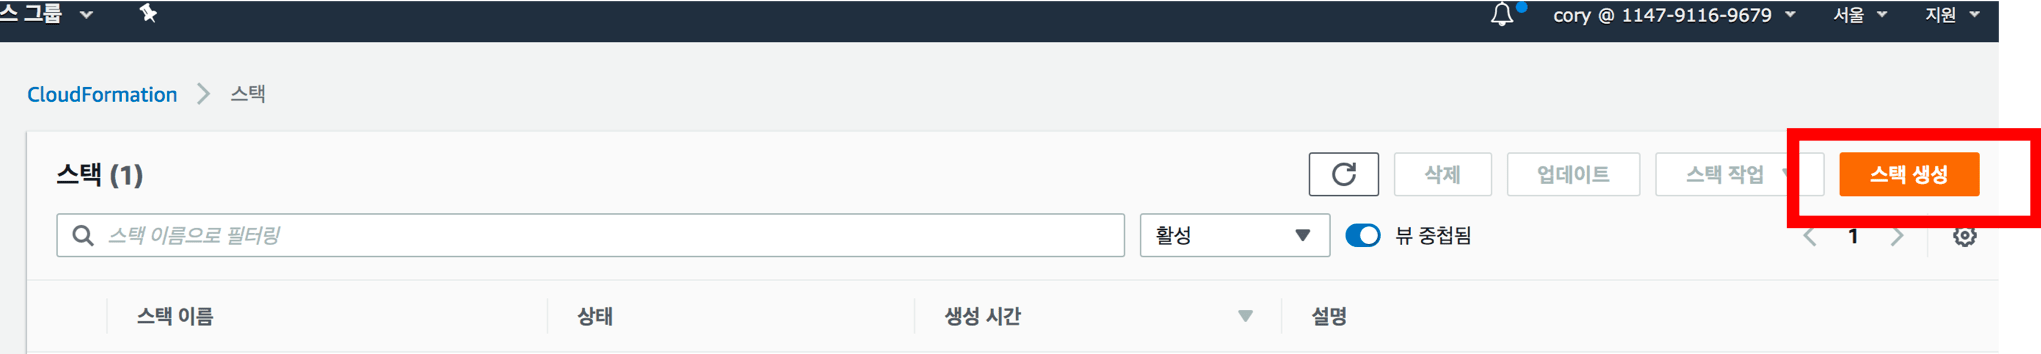 스 그룹 cory @ 1147-9116-9679 서울 지원
CloudFormation 스택
스택 (1) 삭제 업데이트 스택 작업 스택 생성
스택 이름으로 필터링 활성 뷰 중첩됨 1
스택 이름 상태 생성 시간 설명